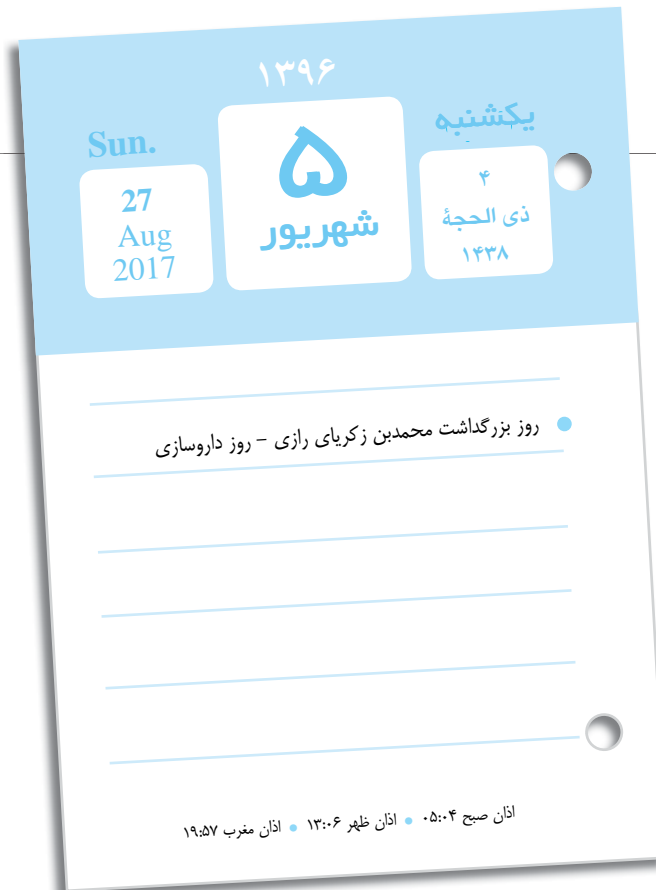 ۱۳۹۶
یکشنبه
۴
ذی الحجهٔ
۱۴۳۸
۵
شهریور
Sun.
27
Aug
2017
روز بزرگداشت محمدبن زکریای رازی - روز داروسازی
اذان صبح ۰۵:۰۴ • اذان ظهر ۱۳:۰۶ • اذان مغرب ۱۹:۵۷